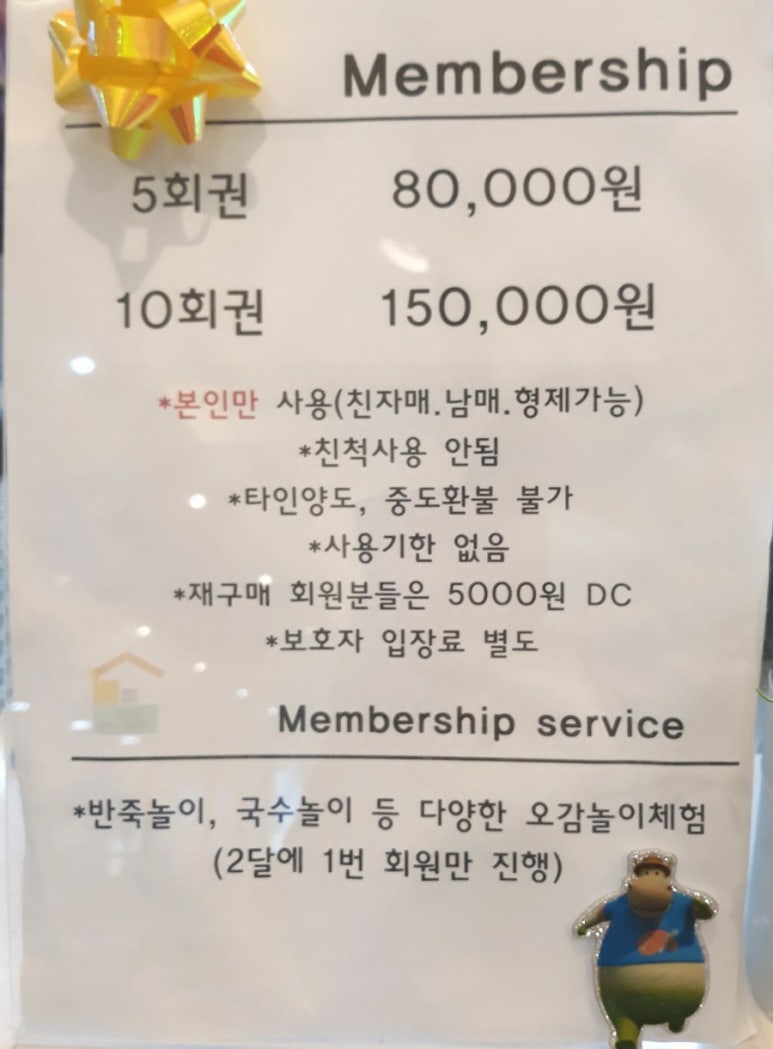 Membership
5회권 80,000원
10회권 150,000원
*본인만 사용(친자매.남매.형제가능)
*친척사용 안됨
*타인양도, 중도환불 불가
*사용기한 없음
*재구매 회원분들은 5000원 DC
*보호자 입장료 별도
Membership service
*반죽놀이, 국수놀이 등 다양한 오감놀이체험
(2달에 1번 회원만 진행)